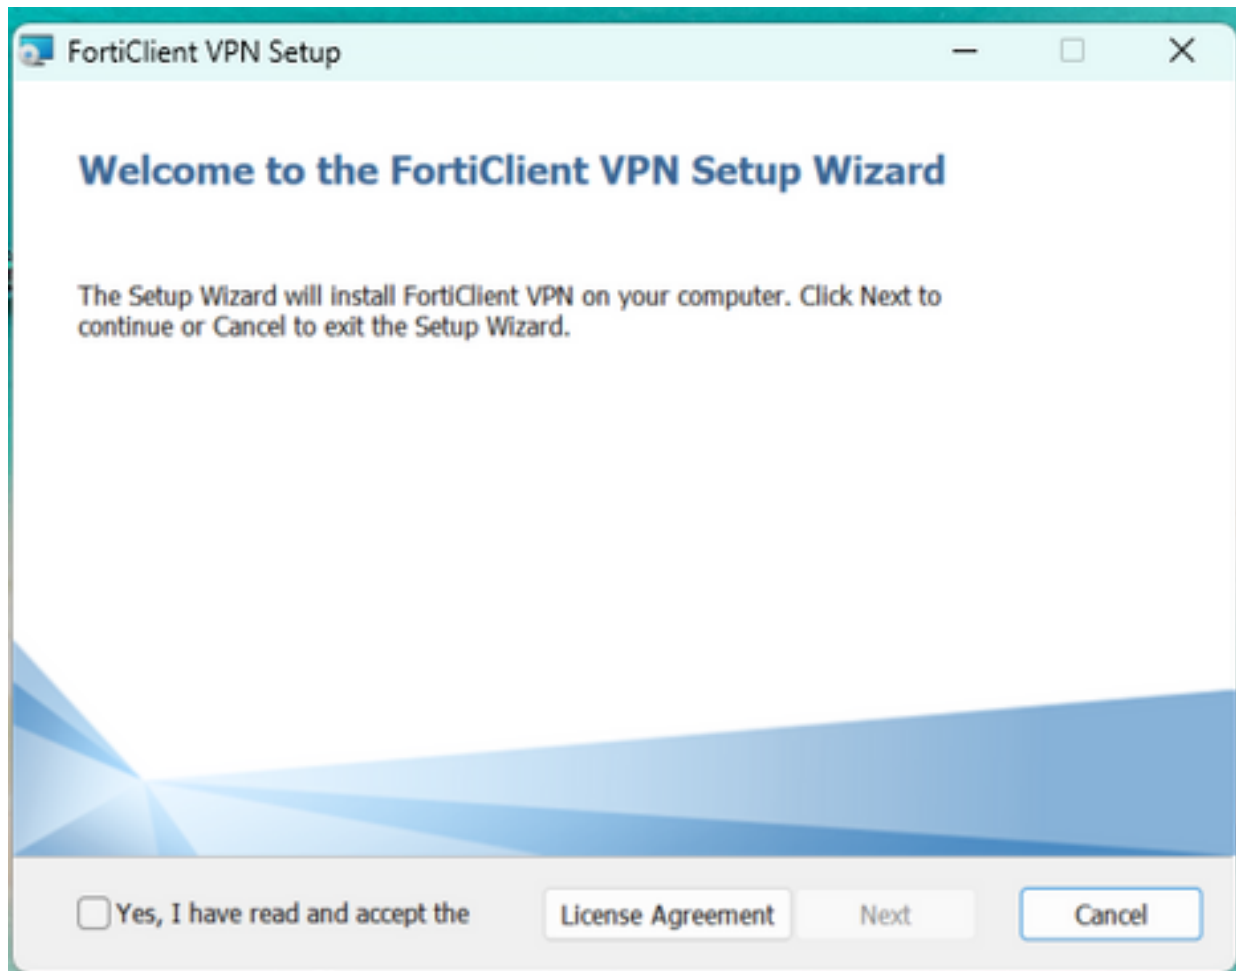 FortiClient VPN Setup
Welcome to the FortiClient VPN Setup Wizard
The Setup Wizard will install FortiClient VPN on your computer. Click Next to
continue or Cancel to exit the Setup Wizard.
Yes, I have read and accept the License Agreement Next Cancel